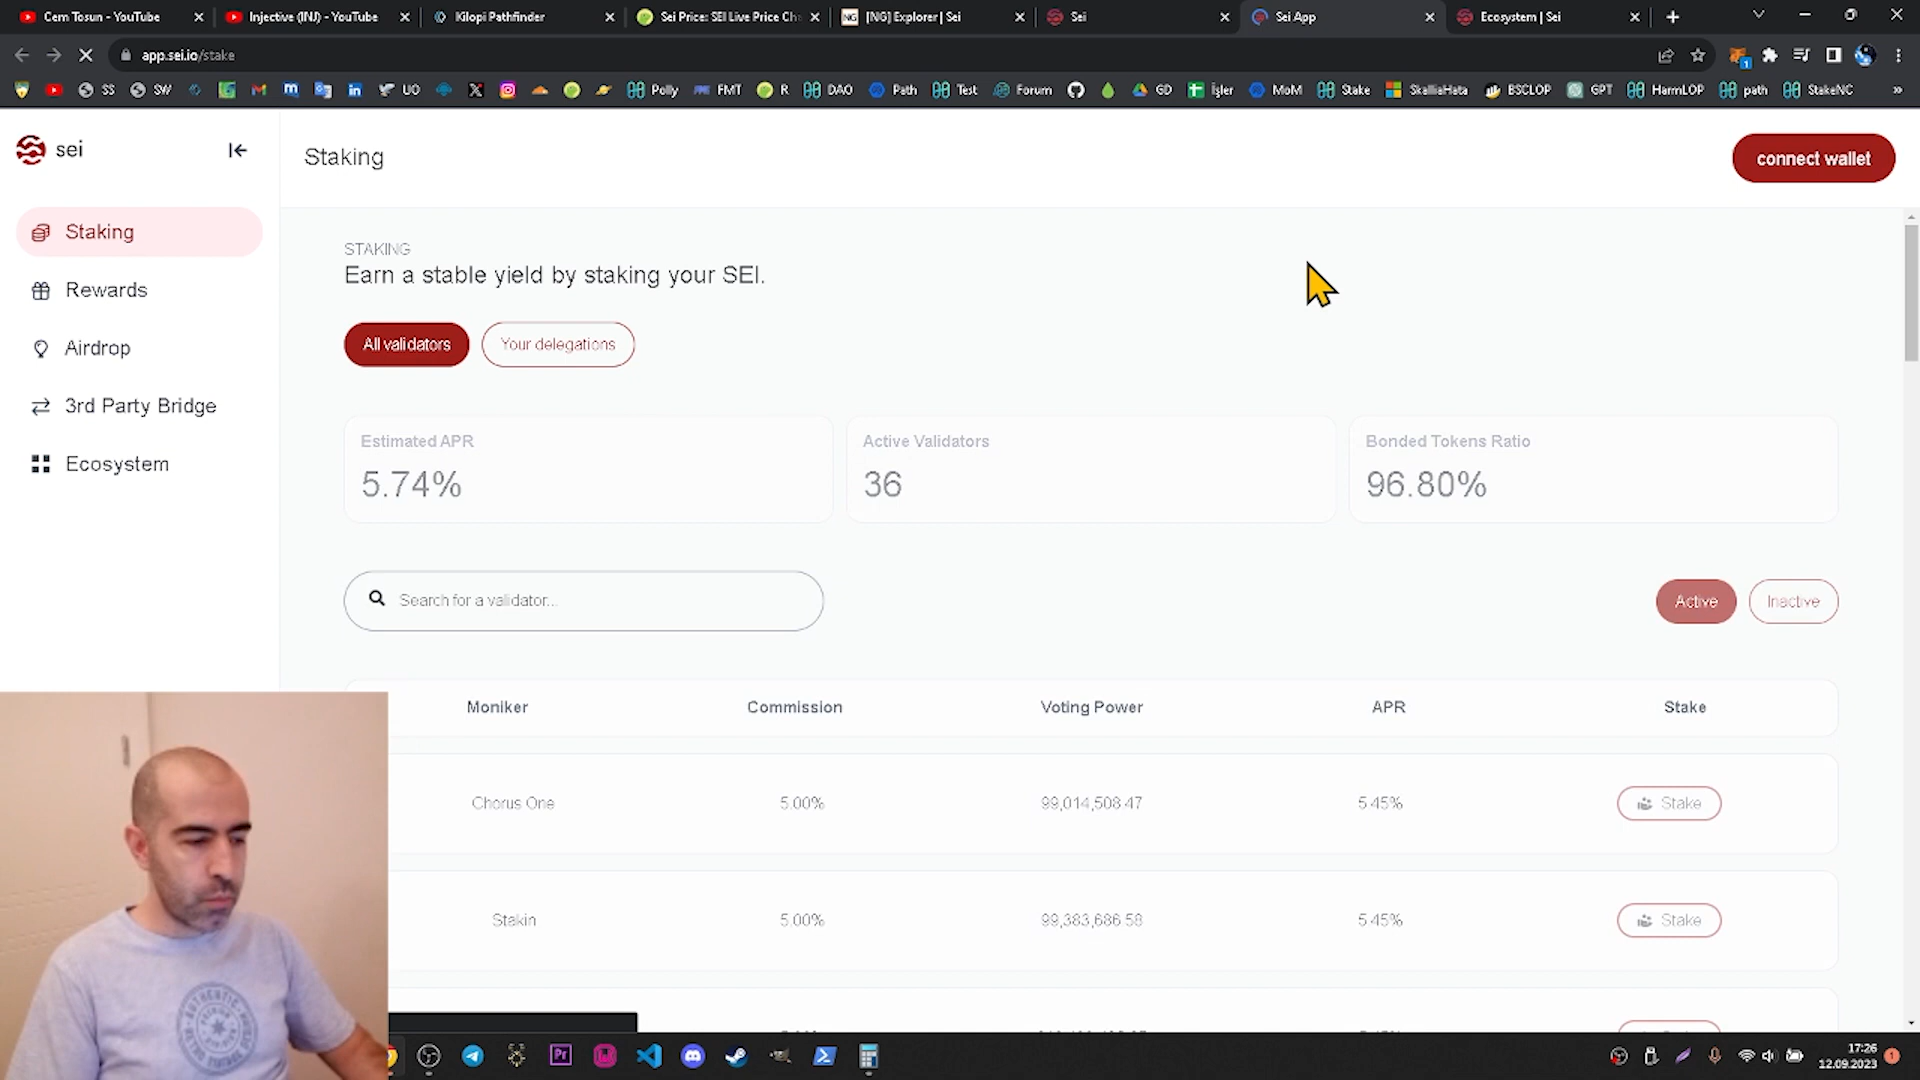 Cem Tosun - YouTube
Injective (INJ) - YouTube
Kilopi Pathfinder
Sei Price: SEI Live Price Ch
[NG] Explorer | Sei
Sei
Sei App
Ecosystem | Sei
app.sei.io/stake
SS
SW
UO
Polly
FMT
R
DAO
Path
Test
Forum
GD
İşler
MoM
Stake
SkalliaHata
BSCLOP
GPT
HarmLOP
path
StakeNC
sei
Staking
Rewards
Airdrop
3rd Party Bridge
Ecosystem
Staking
connect wallet
STAKING
Earn a stable yield by staking your SEI.
All validators
Your delegations
Estimated APR
5.74%
Active Validators
36
Bonded Tokens Ratio
96.80%
Search for a validator...
Active
Inactive
Moniker Commission Voting Power APR Stake
Chorus One 5.00% 99,014,508.47 5.45% Stake
Stakin 5.00% 99,383,686.58 5.45% Stake
17:26
12.09.2023